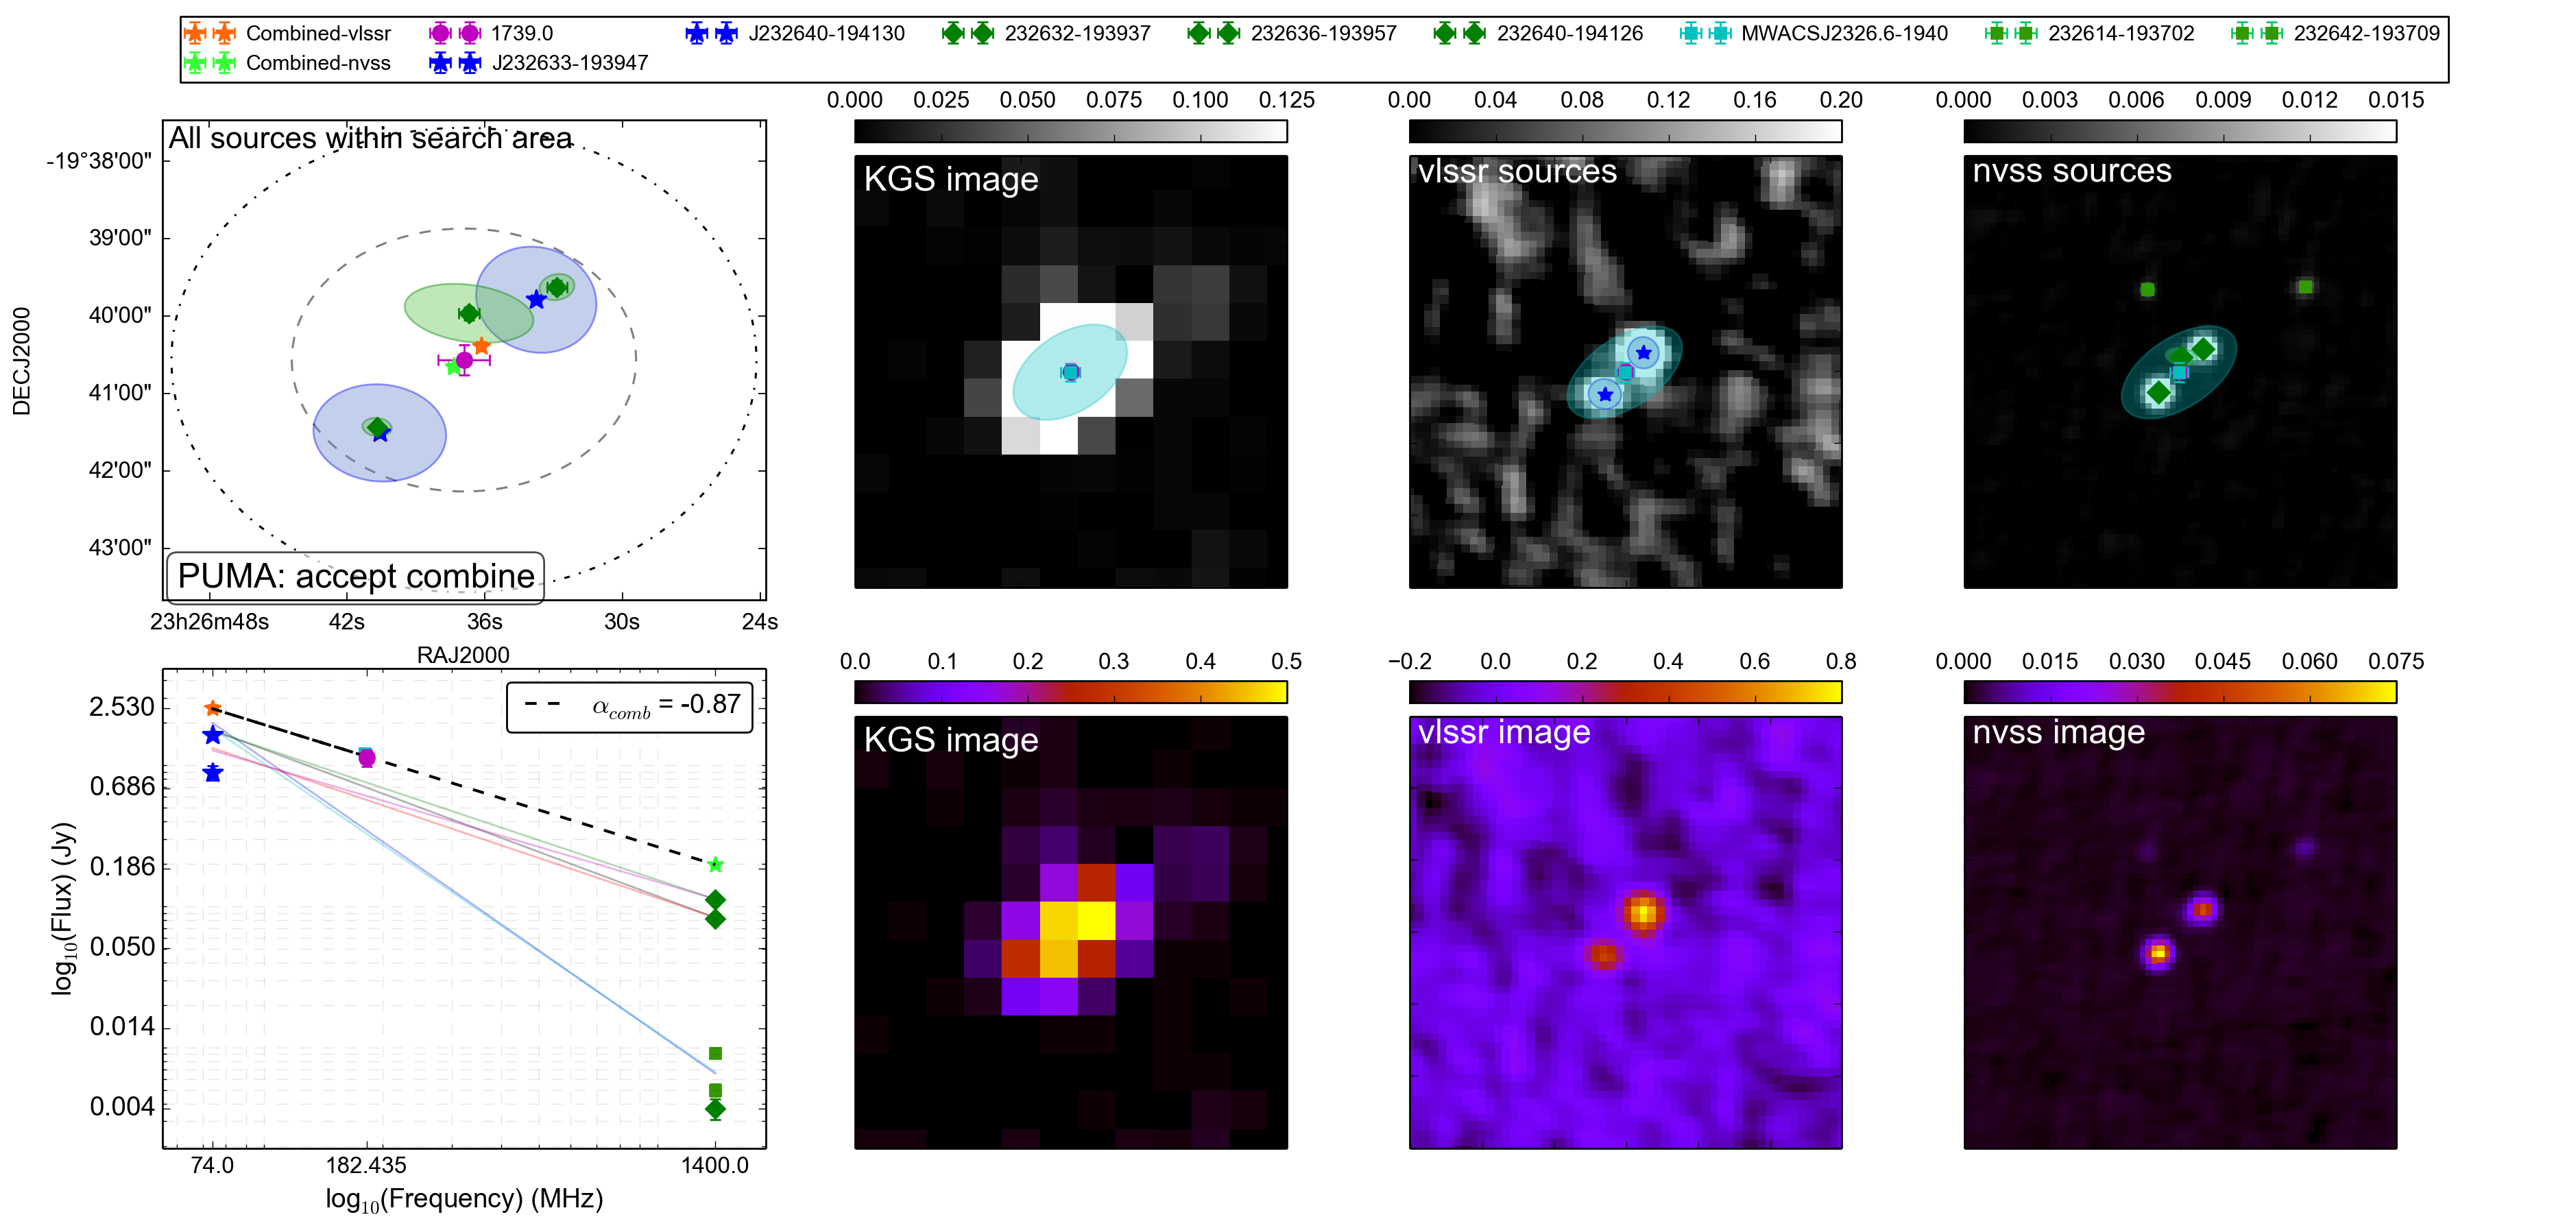 Combined-vlssr 1739.0 J232640-194130 232632-193937 232636-193957 232640-194126 MWACSJ2326.6-1940 232614-193702 232642-193709
Combined-nvss J232633-193947
All sources within search area
-19°38'00"
39'00"
40'00"
41'00"
42'00"
43'00"
DECJ2000
PUMA: accept combine
23h26m48s 42s 36s 30s 24s
RAJ2000
0.000 0.025 0.050 0.075 0.100 0.125
KGS image
0.00 0.04 0.08 0.12 0.16 0.20
vlssr sources
0.000 0.003 0.006 0.009 0.012 0.015
nvss sources
α_comb = -0.87
2.530
0.686
0.186
0.050
0.014
0.004
log₁₀(Flux) (Jy)
74.0 182.435 1400.0
log₁₀(Frequency) (MHz)
0.0 0.1 0.2 0.3 0.4 0.5
KGS image
−0.2 0.0 0.2 0.4 0.6 0.8
vlssr image
0.000 0.015 0.030 0.045 0.060 0.075
nvss image